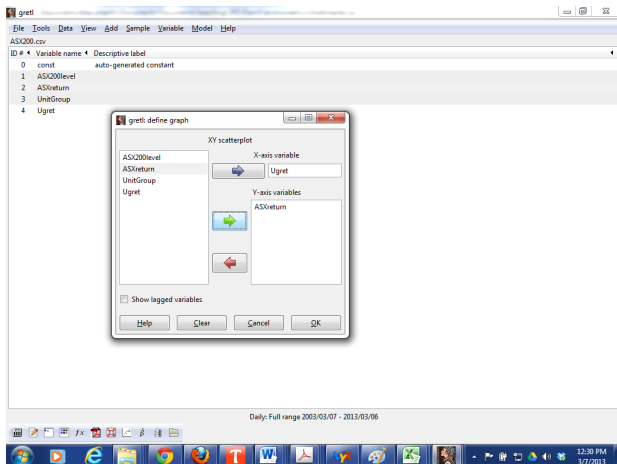 gretl
File Tools Data View Add Sample Variable Model Help
ASX200.csv
ID # Variable name Descriptive label
0 const auto-generated constant
1 ASX200level
2 ASXreturn
3 UnitGroup
4 Ugret
gretl: define graph
XY scatterplot
ASX200level
ASXreturn
UnitGroup
Ugret
X-axis variable
Ugret
Y-axis variables
ASXreturn
Show lagged variables
Help Clear Cancel OK
Daily: Full range 2003/03/07 - 2013/03/06
fx β
12:30 PM
3/7/2013